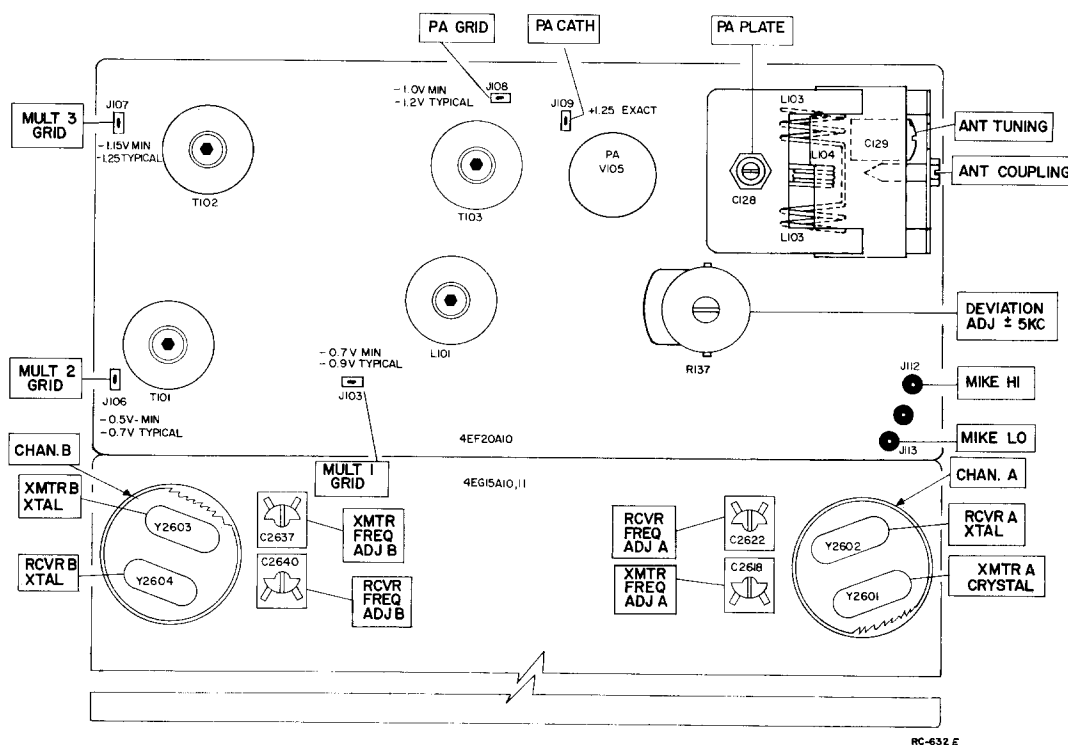 PA GRID
PA CATH
PA PLATE
J107
MULT 3
GRID
-1.15V MIN
-1.25 TYPICAL
T102
-1.0V MIN
-1.2V TYPICAL
J108
T103
J109
+1.25 EXACT
PA
V105
L103
L104
C129
C128
L103
ANT TUNING
ANT COUPLING
L101
R137
DEVIATION
ADJ ± 5KC
MULT 2
GRID
J106
T101
-0.5V- MIN
-0.7V TYPICAL
-0.7V MIN
-0.9V TYPICAL
J103
MULT 1
GRID
4EF20A10
J112
MIKE HI
J113
MIKE LO
4EG15A10,11
CHAN. B
XMTR B
XTAL
Y2603
RCVR B
XTAL
Y2604
C2637
XMTR
FREQ
ADJ B
C2640
RCVR
FREQ
ADJ B
RCVR
FREQ
ADJ A
C2622
XMTR
FREQ
ADJ A
C2618
CHAN. A
Y2602
RCVR A
XTAL
Y2601
XMTR A
CRYSTAL
RC-632 E